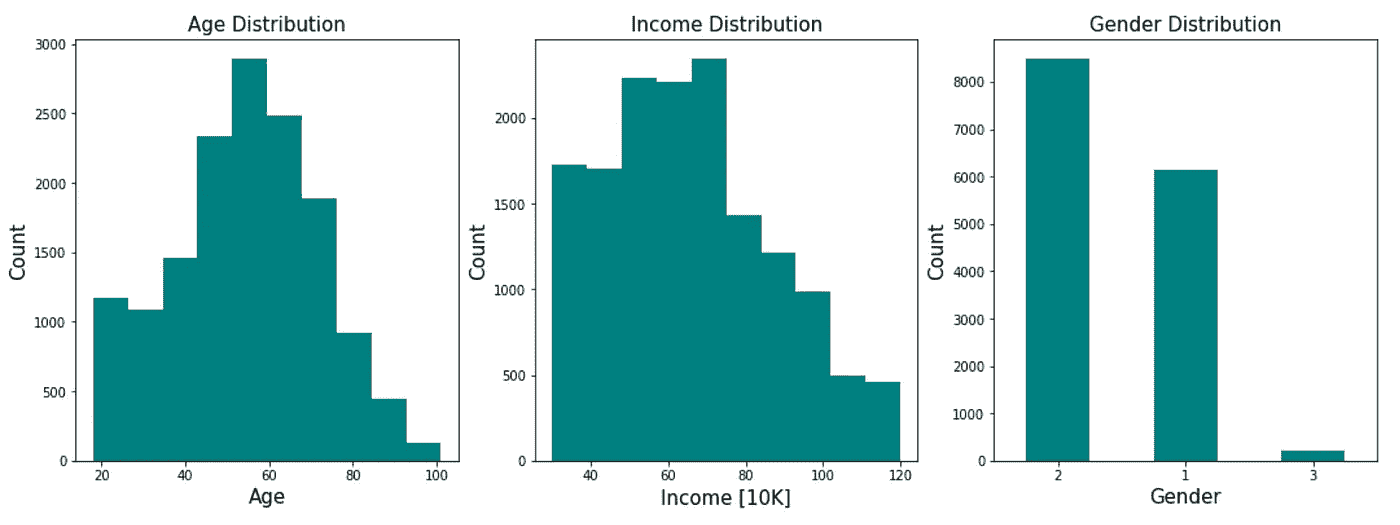 Age Distribution
3000
2500
2000
1500
1000
500
0
Count
20 40 60 80 100
Age
Income Distribution
2000
1500
1000
500
0
Count
40 60 80 100 120
Income [10K]
Gender Distribution
8000
7000
6000
5000
4000
3000
2000
1000
0
Count
2 1 3
Gender